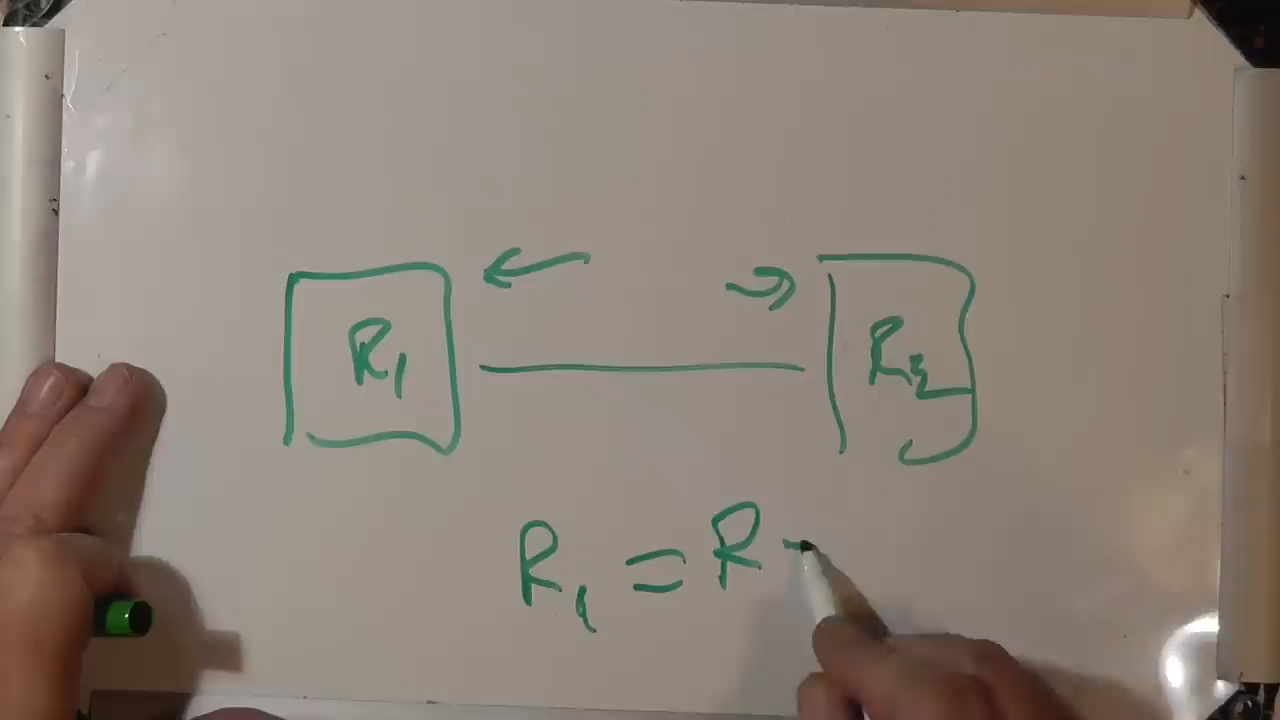 R₁ R₂
R₁ = R -